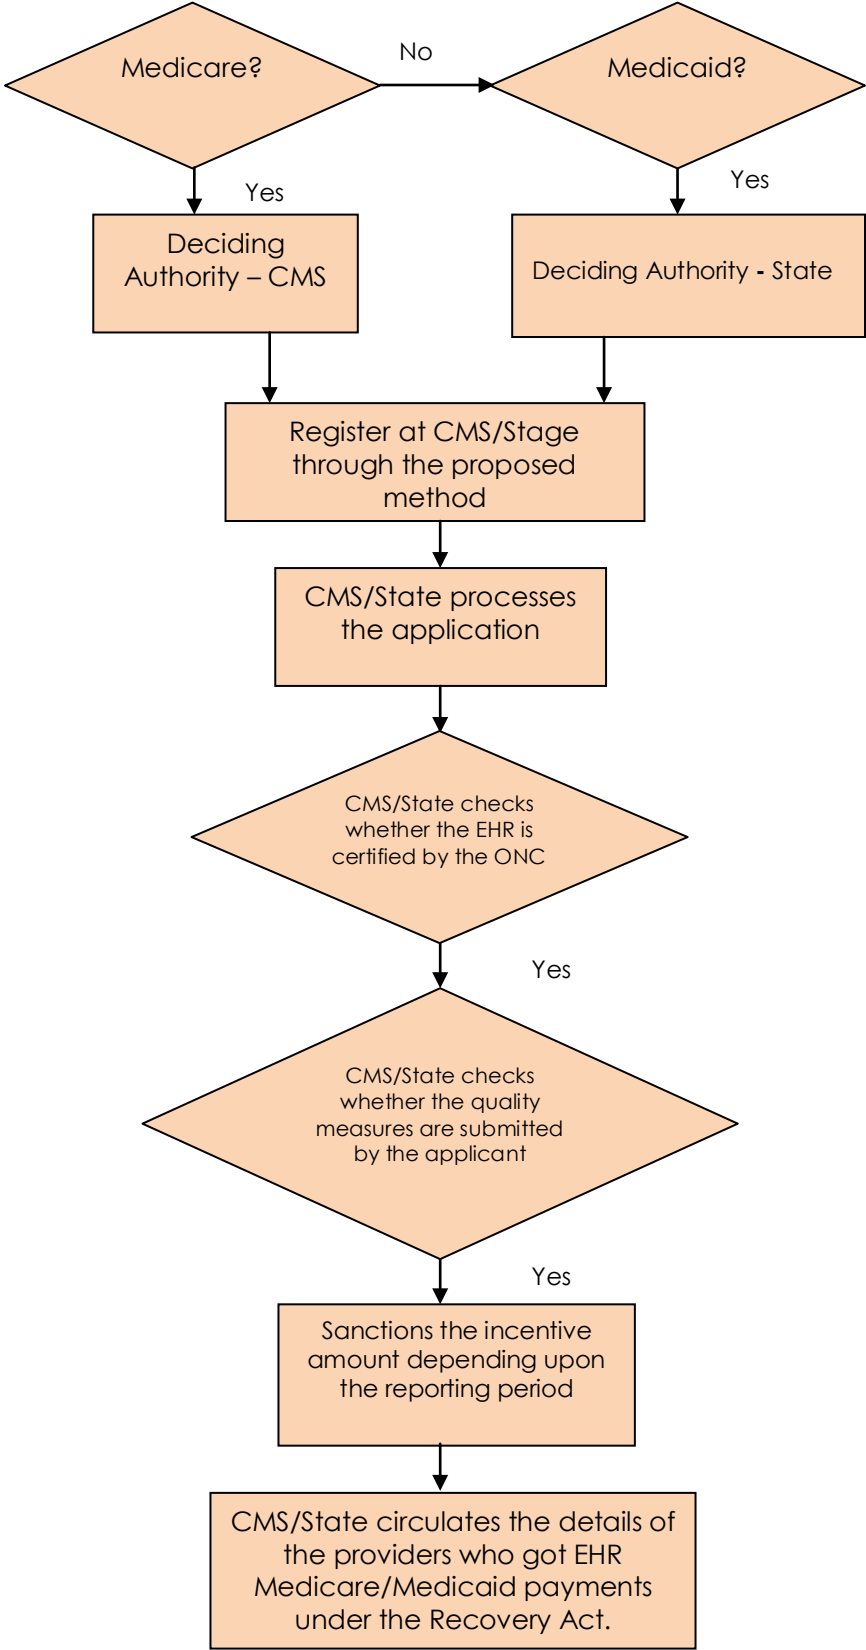 Medicare?
No
Medicaid?
Yes
Yes
Deciding
Authority – CMS
Deciding Authority - State
Register at CMS/Stage
through the proposed
method
CMS/State processes
the application
CMS/State checks
whether the EHR is
certified by the ONC
Yes
CMS/State checks
whether the quality
measures are submitted
by the applicant
Yes
Sanctions the incentive
amount depending upon
the reporting period
CMS/State circulates the details of
the providers who got EHR
Medicare/Medicaid payments
under the Recovery Act.